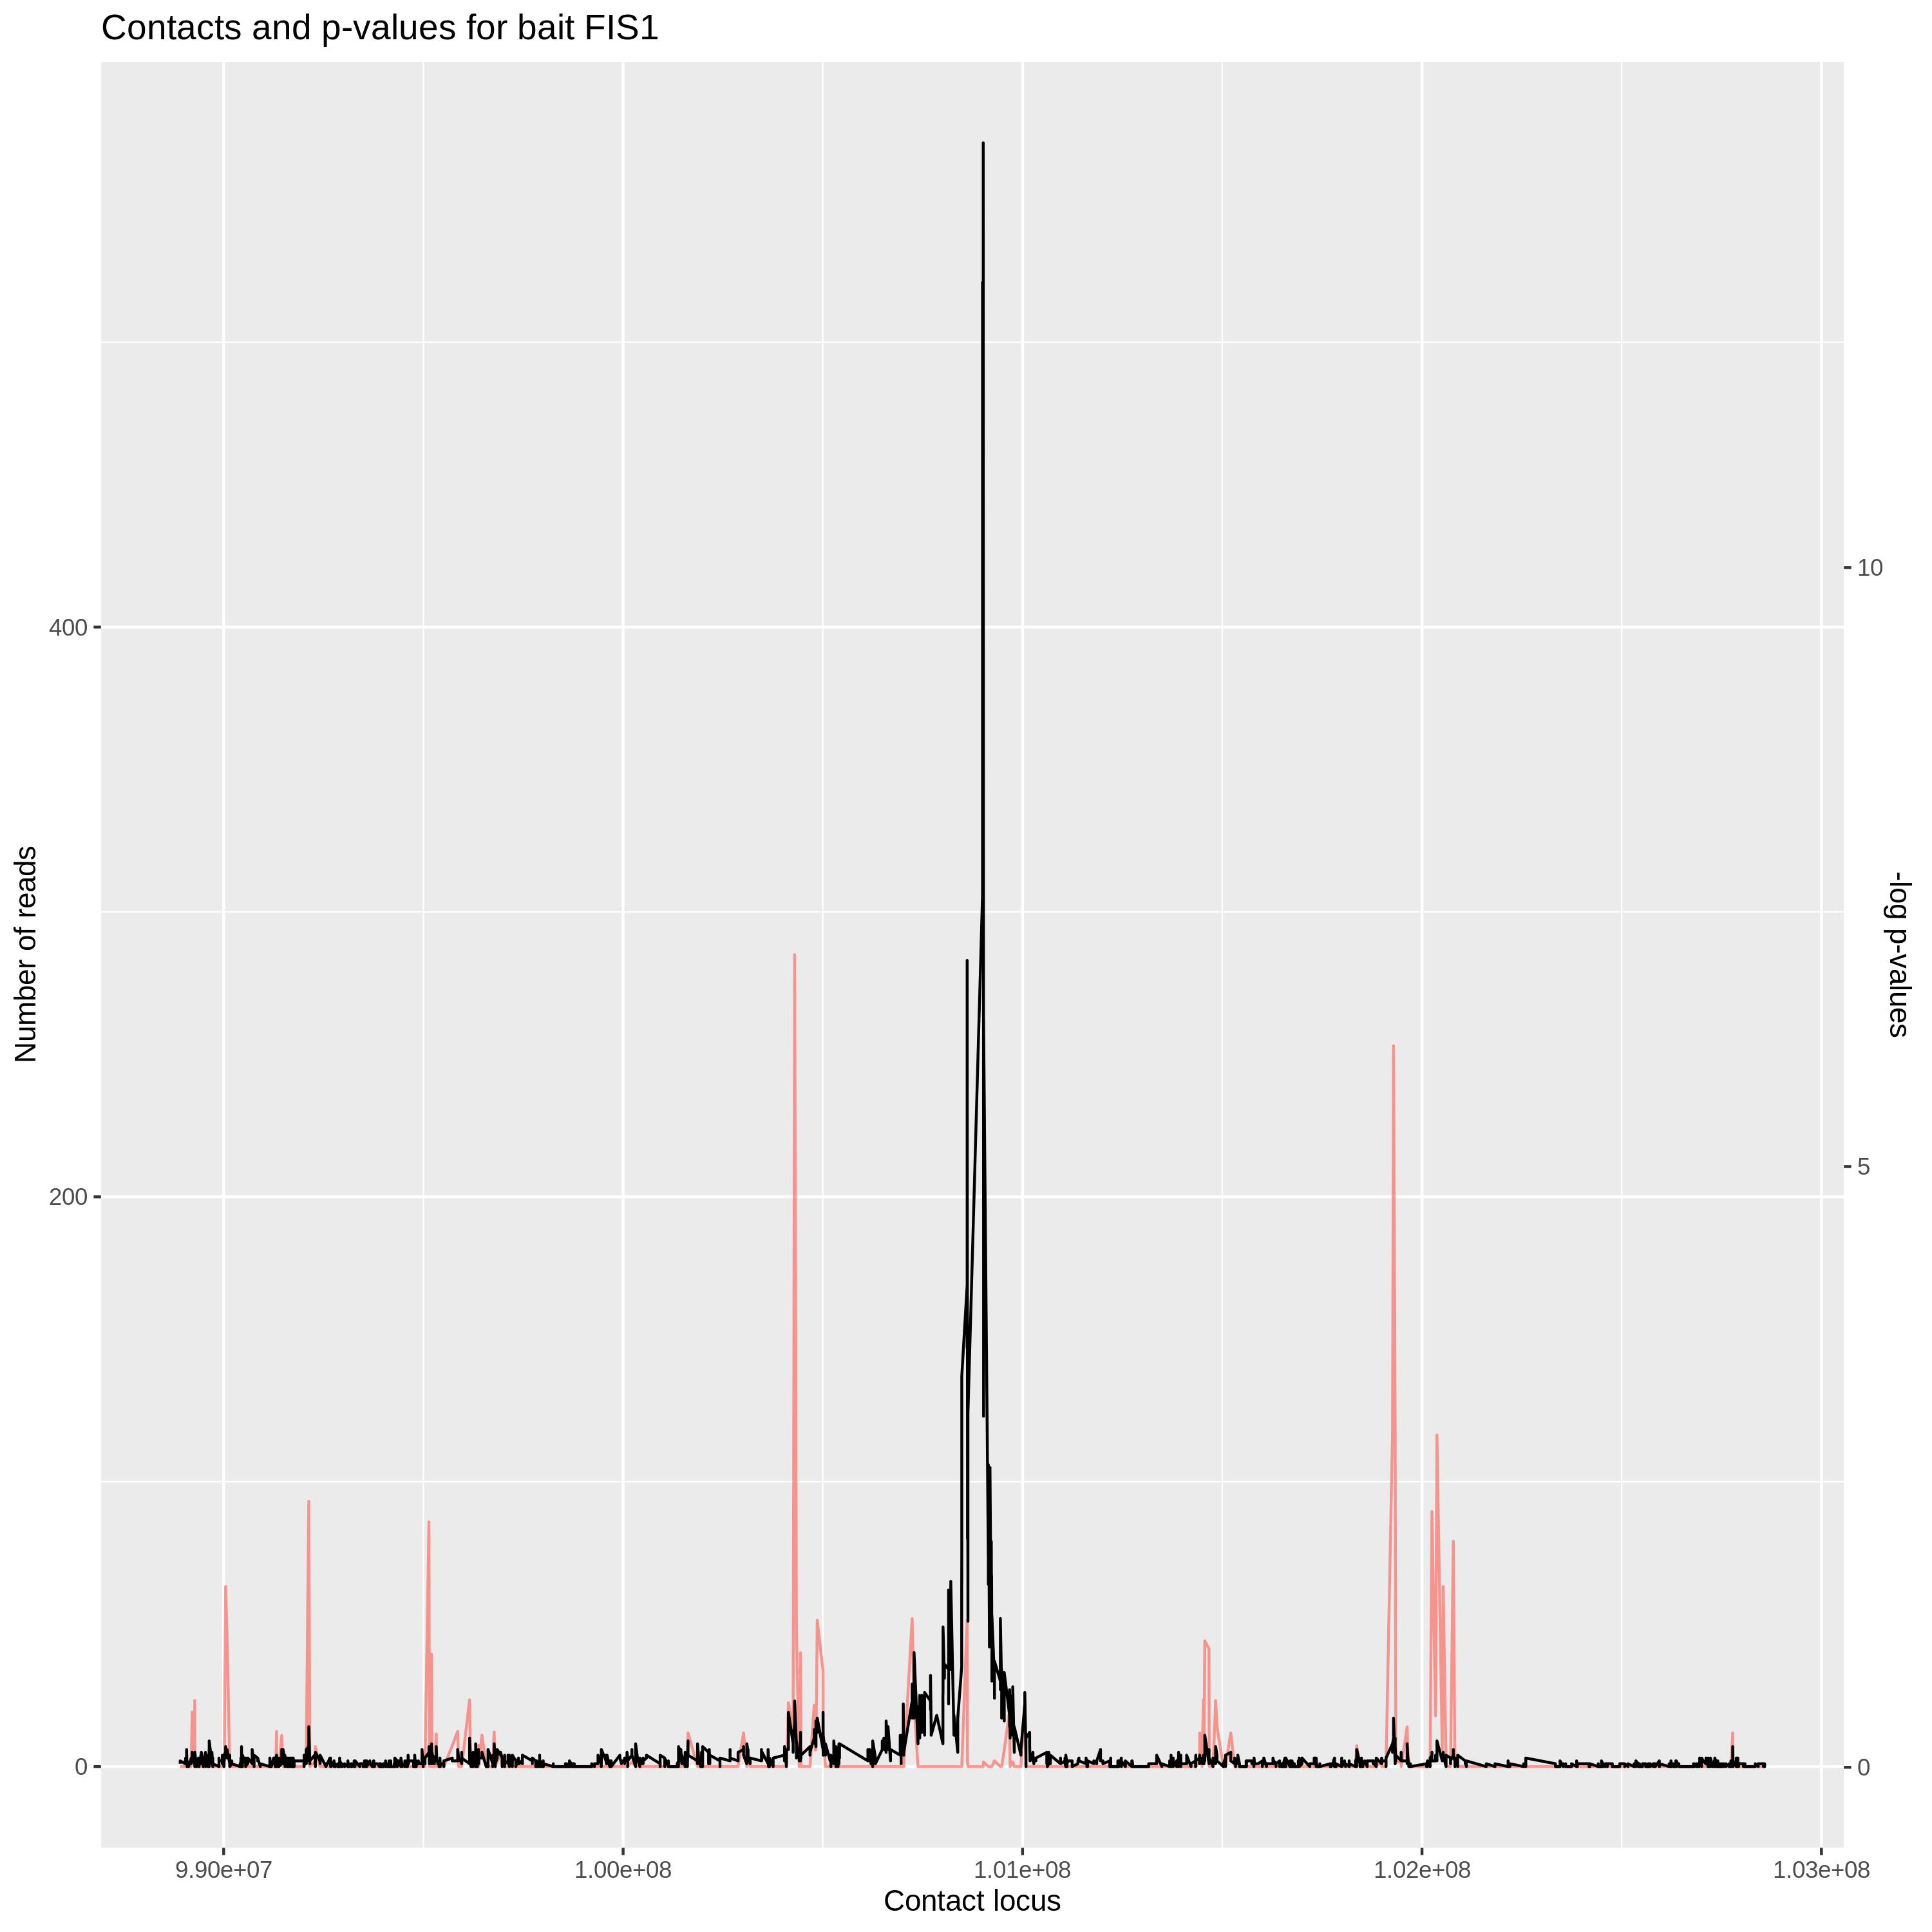 Contacts and p-values for bait FIS1
Number of reads
400
200
0
10
5
0
-log p-values
9.90e+07
1.00e+08
1.01e+08
1.02e+08
1.03e+08
Contact locus